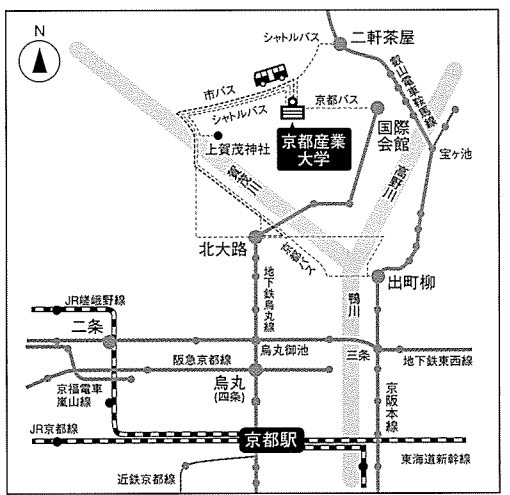 N
シャトルバス
二軒茶屋
叡山電車鞍馬線
市バス
シャトルバス
京都バス
国際
会館
上賀茂神社
京都産業
大学
宝ヶ池
賀茂川
高野川
北大路
京都バス
出町柳
地下鉄烏丸線
鴨川
JR嵯峨野線
二条
烏丸御池
三条
地下鉄東西線
阪急京都線
烏丸
(四条)
京福電車
嵐山線
京阪本線
JR京都線
京都駅
東海道新幹線
近鉄京都線